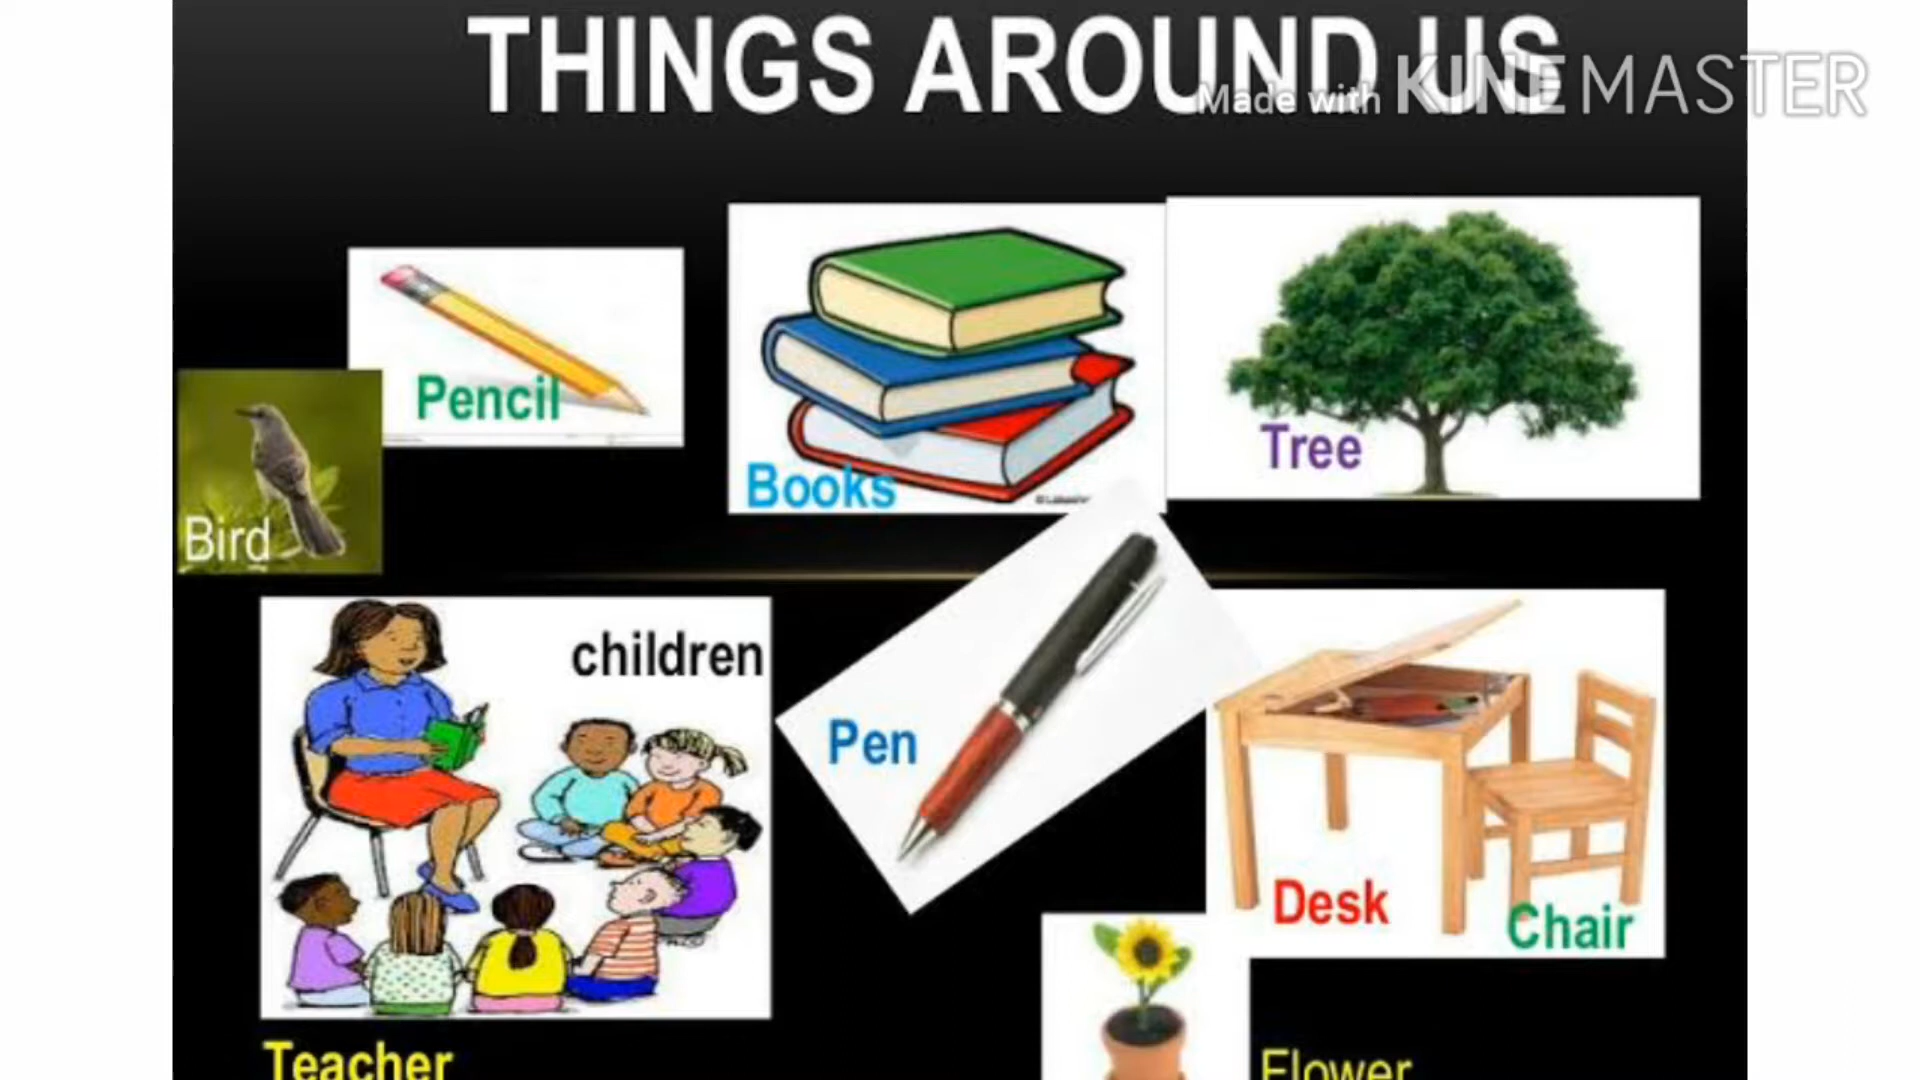 THINGS AROUND US
Made with KINEMASTER
Pencil
Books
Tree
Bird
children
Pen
Desk
Chair
Teacher
Flower